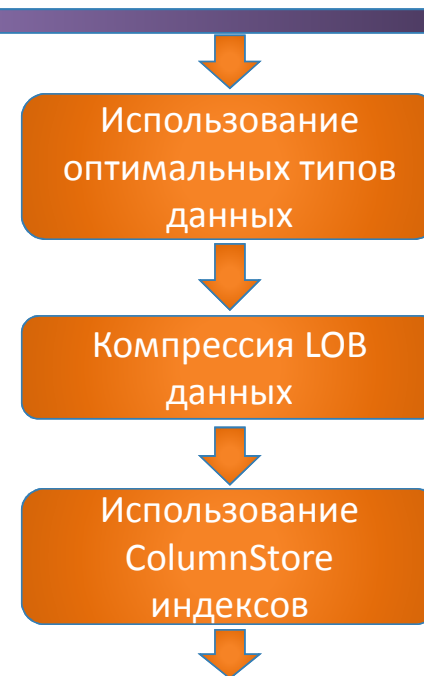 Использование
оптимальных типов
данных
Компрессия LOB
данных
Использование
ColumnStore
индексов